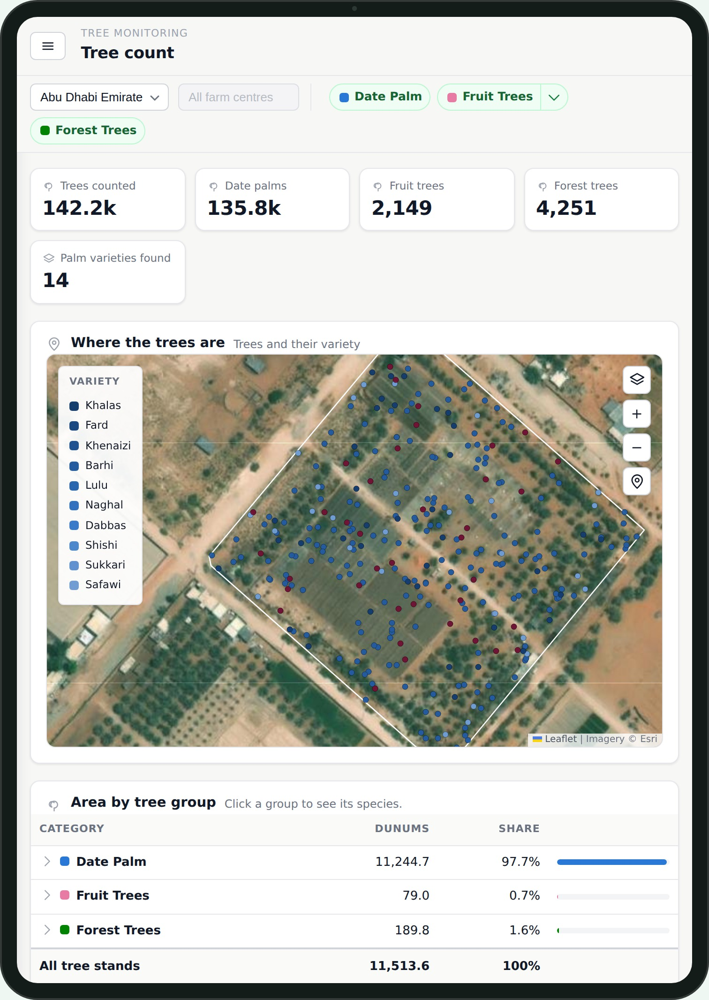 TREE MONITORING
Tree count
Abu Dhabi Emirate
All farm centres
Date Palm
Fruit Trees
Forest Trees
Trees counted
142.2k
Date palms
135.8k
Fruit trees
2,149
Forest trees
4,251
Palm varieties found
14
Where the trees are Trees and their variety
VARIETY
Khalas
Fard
Khenaizi
Barhi
Lulu
Naghal
Dabbas
Shishi
Sukkari
Safawi
+
−
Leaflet | Imagery © Esri
Area by tree group Click a group to see its species.
CATEGORY DUNUMS SHARE
Date Palm 11,244.7 97.7%
Fruit Trees 79.0 0.7%
Forest Trees 189.8 1.6%
All tree stands 11,513.6 100%